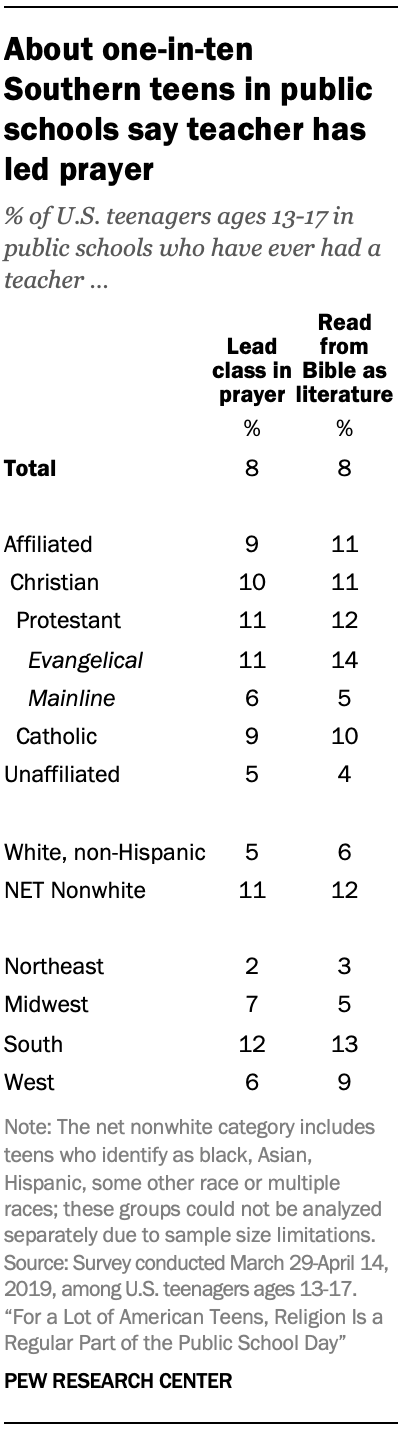 About one-in-ten
Southern teens in public
schools say teacher has
led prayer
% of U.S. teenagers ages 13-17 in
public schools who have ever had a
teacher ...
Lead class in prayer Read from Bible as literature
% %
Total 8 8
Affiliated 9 11
Christian 10 11
Protestant 11 12
Evangelical 11 14
Mainline 6 5
Catholic 9 10
Unaffiliated 5 4
White, non-Hispanic 5 6
NET Nonwhite 11 12
Northeast 2 3
Midwest 7 5
South 12 13
West 6 9
Note: The net nonwhite category includes
teens who identify as black, Asian,
Hispanic, some other race or multiple
races; these groups could not be analyzed
separately due to sample size limitations.
Source: Survey conducted March 29-April 14,
2019, among U.S. teenagers ages 13-17.
“For a Lot of American Teens, Religion Is a
Regular Part of the Public School Day”
PEW RESEARCH CENTER